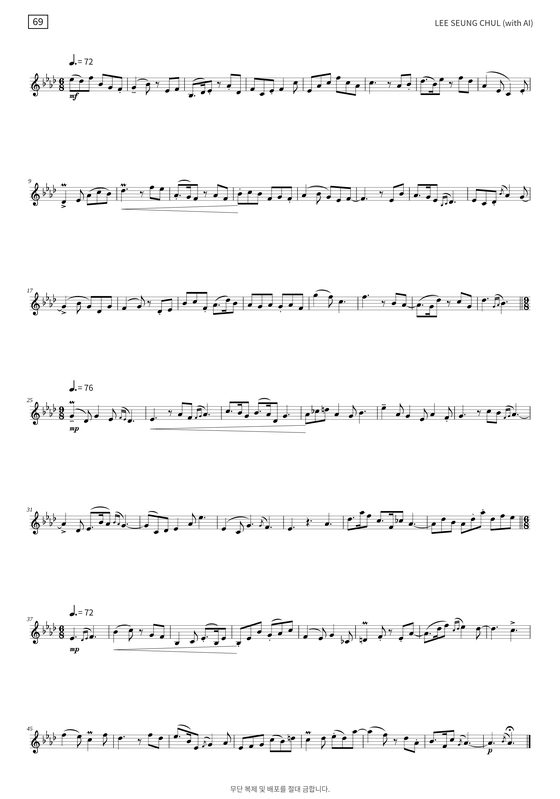 69
LEE SEUNG CHUL (with AI)
♩. = 72
mf
9
17
♩. = 76
25
mp
31
♩. = 72
37
mp
45
p
무단 복제 및 배포를 절대 금합니다.